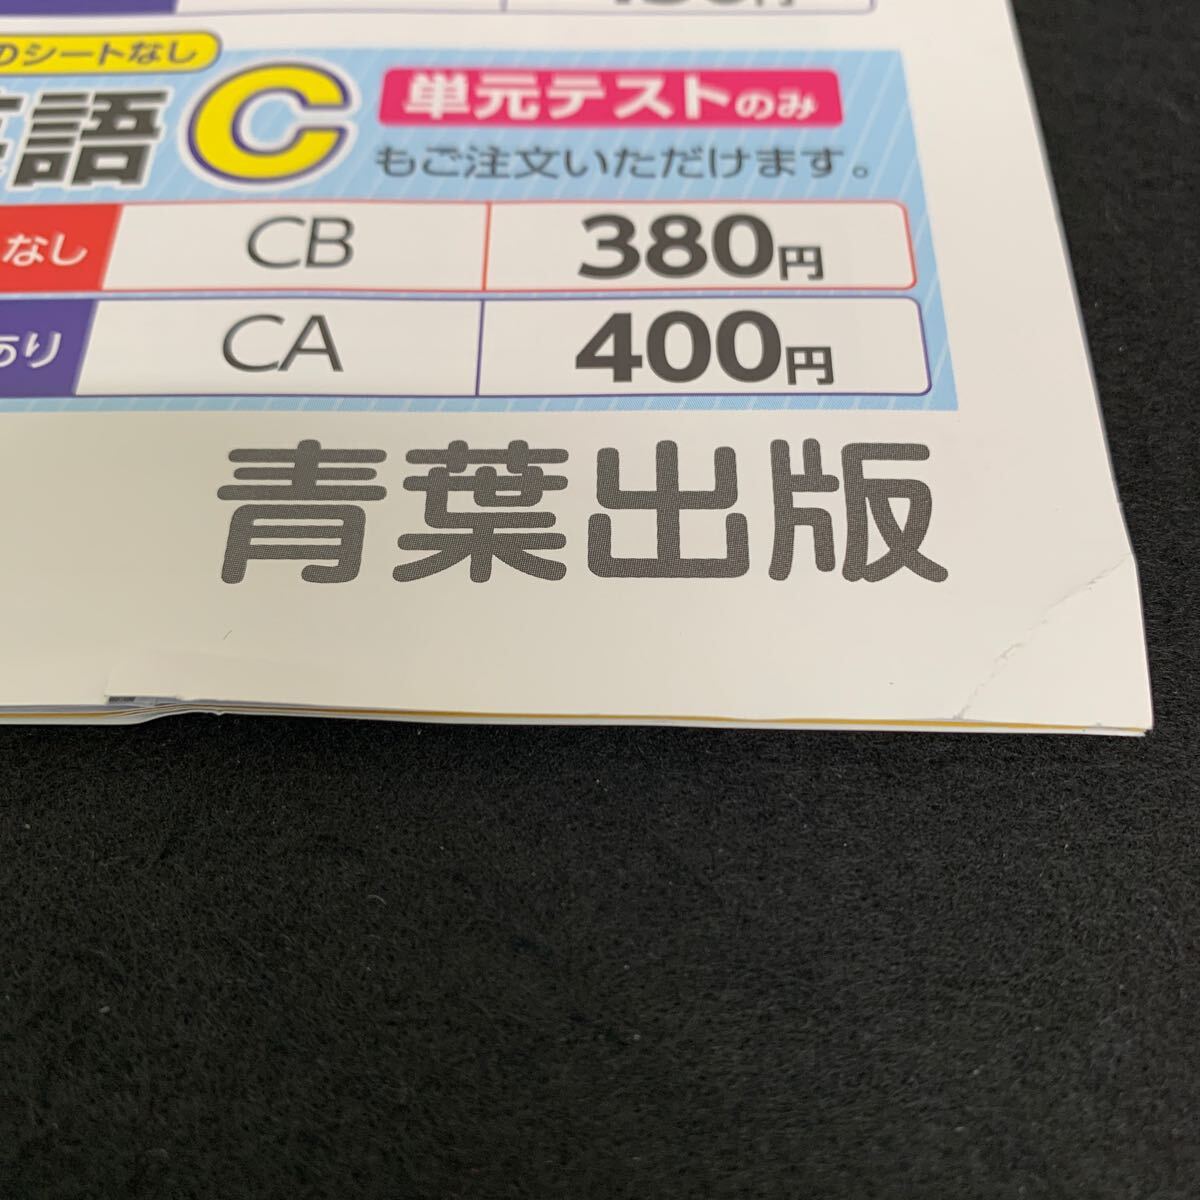 のシートなし
語 C 単元テストのみ
もご注文いただけます。
なし CB 380円
あり CA 400円
青葉出版